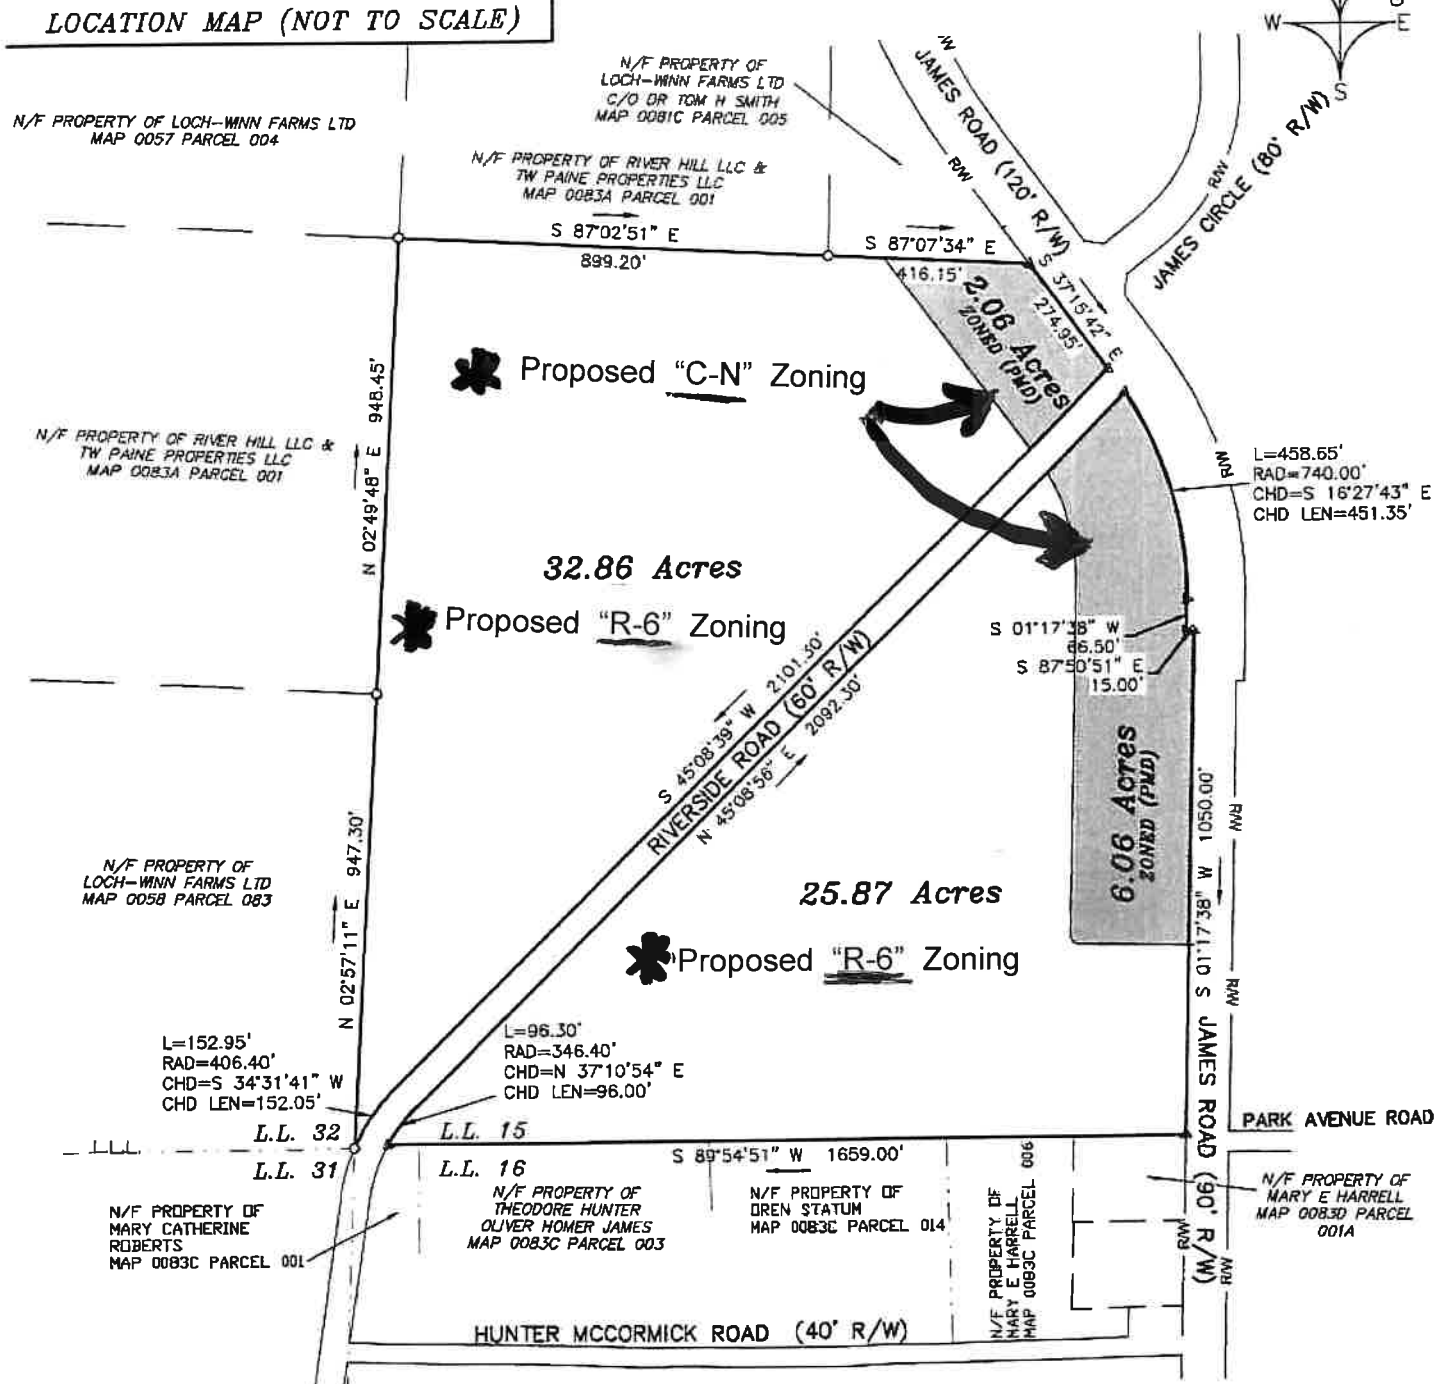 LOCATION MAP (NOT TO SCALE)
W
E
S
N/F PROPERTY OF LOCH-WINN FARMS LTD
MAP 0057 PARCEL 004
N/F PROPERTY OF
LOCH-WINN FARMS LTD
C/O DR TOM H SMITH
MAP 0081C PARCEL 005
N/F PROPERTY OF RIVER HILL LLC &
TW PAINE PROPERTIES LLC
MAP 0083A PARCEL 001
R/W
JAMES ROAD (120' R/W)
R/W
JAMES CIRCLE (80' R/W)
R/W
S 87°02'51" E
899.20'
S 87°07'34" E
416.15'
S 37°15'42" E
274.95'
2.06 Acres
ZONED (PMD)
Proposed "C-N" Zoning
N 02°49'48" E 948.45'
N/F PROPERTY OF RIVER HILL LLC &
TW PAINE PROPERTIES LLC
MAP 0083A PARCEL 001
R/W
L=458.65'
RAD=740.00'
CHD=S 16°27'43" E
CHD LEN=451.35'
32.86 Acres
Proposed "R-6" Zoning
S 01°17'38" W
66.50'
S 87°50'51" E
15.00'
S 45°08'39" W 2101.30'
RIVERSIDE ROAD (60' R/W)
N 45°08'56" E 2092.30'
6.06 Acres
ZONED (PMD)
S 01°17'38" W 1050.00'
R/W
N/F PROPERTY OF
LOCH-WINN FARMS LTD
MAP 0058 PARCEL 083
N 02°57'11" E 947.30'
25.87 Acres
Proposed "R-6" Zoning
R/W
L=152.95'
RAD=406.40'
CHD=S 34°31'41" W
CHD LEN=152.05'
L=96.30'
RAD=346.40'
CHD=N 37°10'54" E
CHD LEN=96.00'
JAMES ROAD (90' R/W)
PARK AVENUE ROAD
L.L. 32
L.L. 15
LLL
L.L. 31
L.L. 16
S 89°54'51" W 1659.00'
N/F PROPERTY OF
MARY CATHERINE
ROBERTS
MAP 0083C PARCEL 001
N/F PROPERTY OF
THEODORE HUNTER
OLIVER HOMER JAMES
MAP 0083C PARCEL 003
N/F PROPERTY OF
OREN STATUM
MAP 0083C PARCEL 014
N/F PROPERTY OF
MARY E HARRELL
MAP 0083C PARCEL 006
N/F PROPERTY OF
MARY E HARRELL
MAP 0083D PARCEL
001A
R/W
R/W
HUNTER MCCORMICK ROAD (40' R/W)